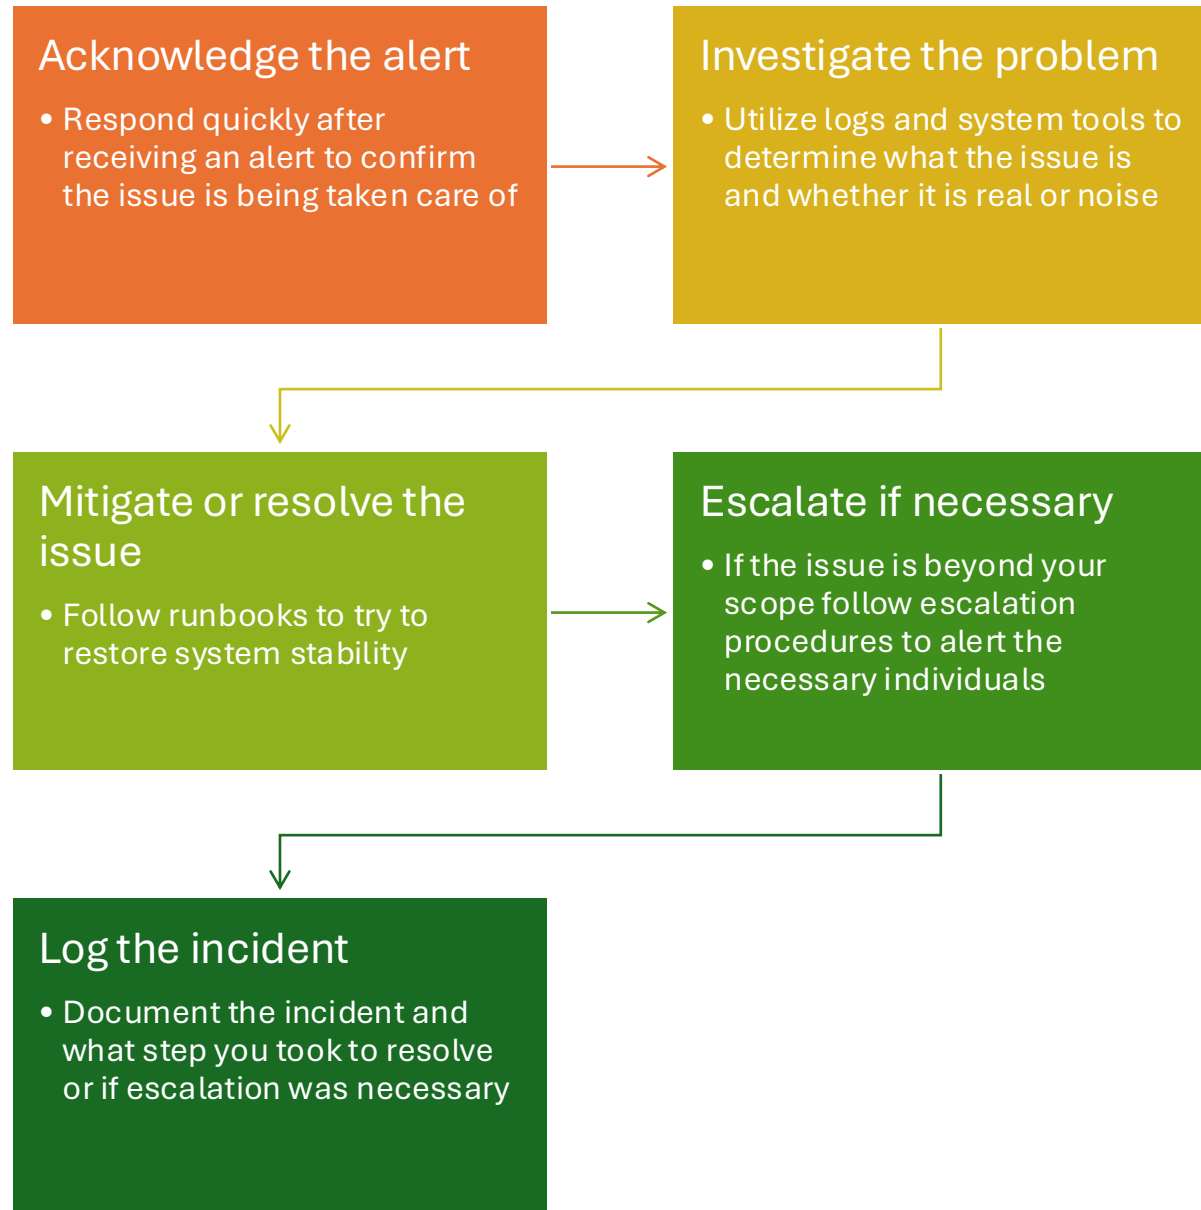 Acknowledge the alert
• Respond quickly after
receiving an alert to confirm
the issue is being taken care of
Investigate the problem
• Utilize logs and system tools to
determine what the issue is
and whether it is real or noise
Mitigate or resolve the
issue
• Follow runbooks to try to
restore system stability
Escalate if necessary
• If the issue is beyond your
scope follow escalation
procedures to alert the
necessary individuals
Log the incident
• Document the incident and
what step you took to resolve
or if escalation was necessary